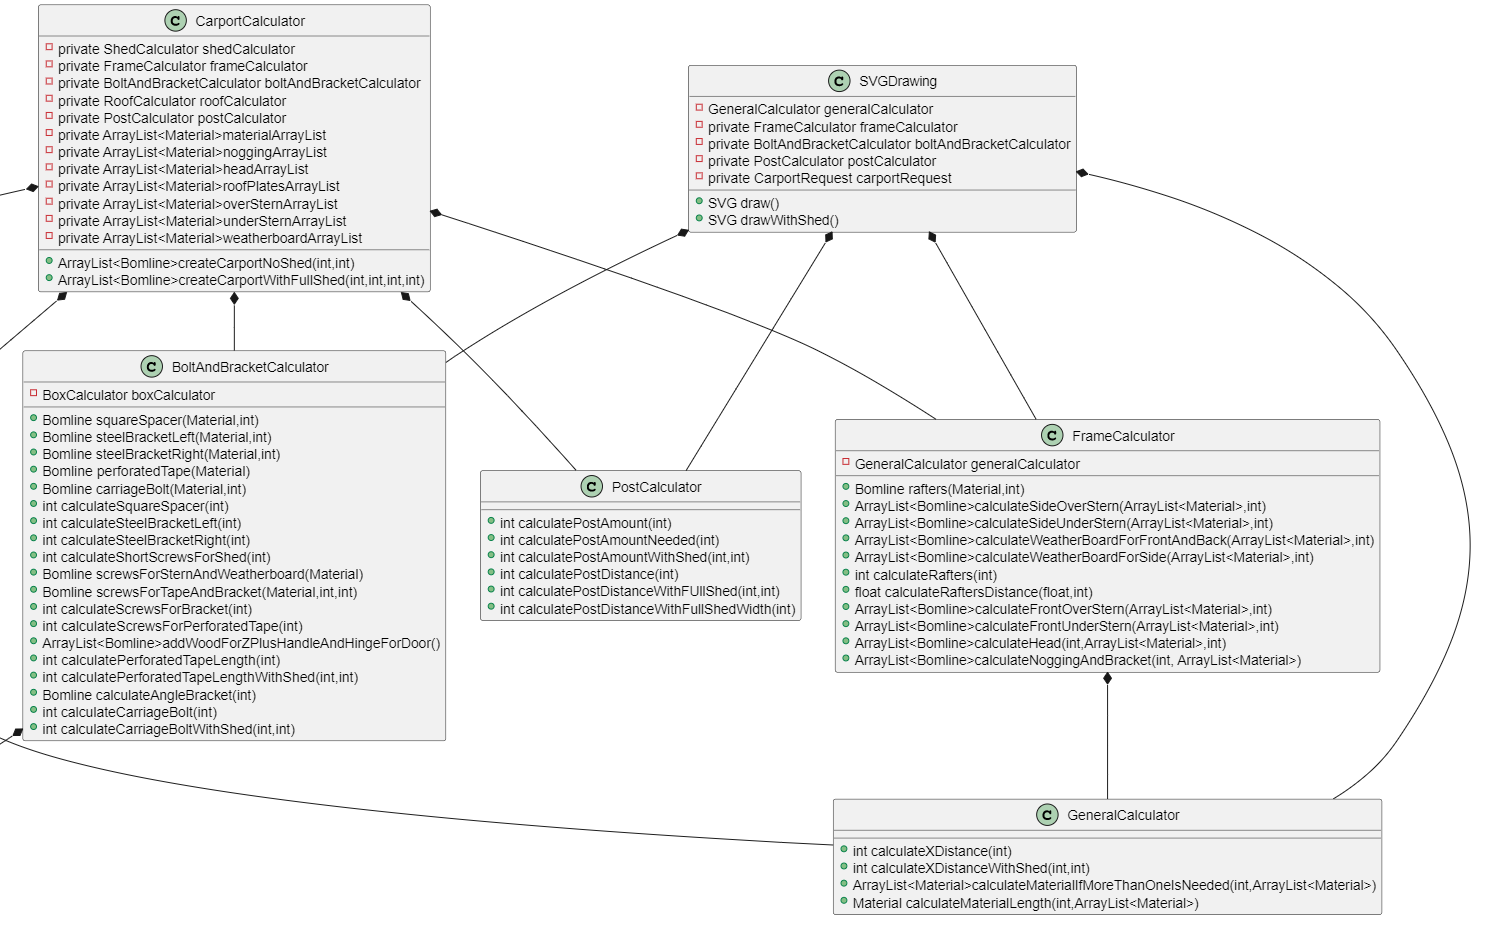 C CarportCalculator
private ShedCalculator shedCalculator
private FrameCalculator frameCalculator
private BoltAndBracketCalculator boltAndBracketCalculator
private RoofCalculator roofCalculator
private PostCalculator postCalculator
private ArrayList<Material>materialArrayList
private ArrayList<Material>noggingArrayList
private ArrayList<Material>headArrayList
private ArrayList<Material>roofPlatesArrayList
private ArrayList<Material>overSternArrayList
private ArrayList<Material>underSternArrayList
private ArrayList<Material>weatherboardArrayList
ArrayList<Bomline>createCarportNoShed(int,int)
ArrayList<Bomline>createCarportWithFullShed(int,int,int,int)
C SVGDrawing
GeneralCalculator generalCalculator
private FrameCalculator frameCalculator
private BoltAndBracketCalculator boltAndBracketCalculator
private PostCalculator postCalculator
private CarportRequest carportRequest
SVG draw()
SVG drawWithShed()
C BoltAndBracketCalculator
BoxCalculator boxCalculator
Bomline squareSpacer(Material,int)
Bomline steelBracketLeft(Material,int)
Bomline steelBracketRight(Material,int)
Bomline perforatedTape(Material)
Bomline carriageBolt(Material,int)
int calculateSquareSpacer(int)
int calculateSteelBracketLeft(int)
int calculateSteelBracketRight(int)
int calculateShortScrewsForShed(int)
Bomline screwsForSternAndWeatherboard(Material)
Bomline screwsForTapeAndBracket(Material,int,int)
int calculateScrewsForBracket(int)
int calculateScrewsForPerforatedTape(int)
ArrayList<Bomline>addWoodForZPlusHandleAndHingeForDoor()
int calculatePerforatedTapeLength(int)
int calculatePerforatedTapeLengthWithShed(int,int)
Bomline calculateAngleBracket(int)
int calculateCarriageBolt(int)
int calculateCarriageBoltWithShed(int,int)
C PostCalculator
int calculatePostAmount(int)
int calculatePostAmountNeeded(int)
int calculatePostAmountWithShed(int,int)
int calculatePostDistance(int)
int calculatePostDistanceWithFUllShed(int,int)
int calculatePostDistanceWithFUllShedWidth(int)
C FrameCalculator
GeneralCalculator generalCalculator
Bomline rafters(Material,int)
ArrayList<Bomline>calculateSideOverStern(ArrayList<Material>,int)
ArrayList<Bomline>calculateSideUnderStern(ArrayList<Material>,int)
ArrayList<Bomline>calculateWeatherBoardForFrontAndBack(ArrayList<Material>,int)
ArrayList<Bomline>calculateWeatherBoardForSide(ArrayList<Material>,int)
int calculateRafters(int)
float calculateRaftersDistance(float,int)
ArrayList<Bomline>calculateFrontOverStern(ArrayList<Material>,int)
ArrayList<Bomline>calculateFrontUnderStern(ArrayList<Material>,int)
ArrayList<Bomline>calculateHead(int,ArrayList<Material>,int)
ArrayList<Bomline>calculateNoggingAndBracket(int, ArrayList<Material>)
C GeneralCalculator
int calculateXDistance(int)
int calculateXDistanceWithShed(int,int)
ArrayList<Material>calculateMaterialIfMoreThanOneIsNeeded(int,ArrayList<Material>)
Material calculateMaterialLength(int,ArrayList<Material>)